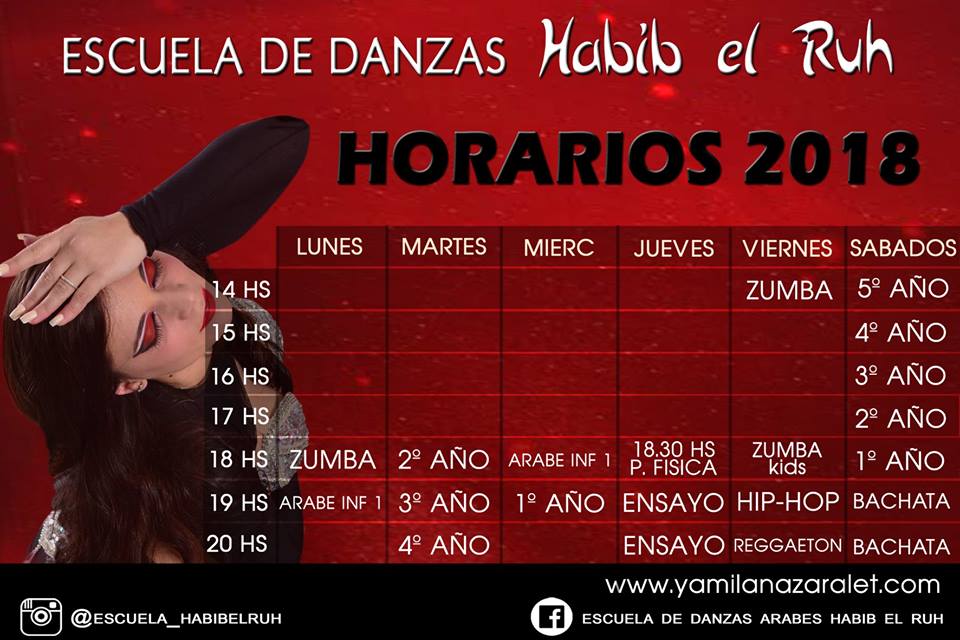 ESCUELA DE DANZAS Habib el Ruh
HORARIOS 2018
LUNES MARTES MIERC JUEVES VIERNES SABADOS
14 HS ZUMBA 5º AÑO
15 HS 4º AÑO
16 HS 3º AÑO
17 HS 2º AÑO
18 HS ZUMBA 2º AÑO ARABE INF 1 18.30 HS P. FISICA ZUMBA kids 1º AÑO
19 HS ARABE INF 1 3º AÑO 1º AÑO ENSAYO HIP-HOP BACHATA
20 HS 4º AÑO ENSAYO REGGAETON BACHATA
www.yamilanazaralet.com
@ESCUELA_HABIBELRUH
ESCUELA DE DANZAS ARABES HABIB EL RUH